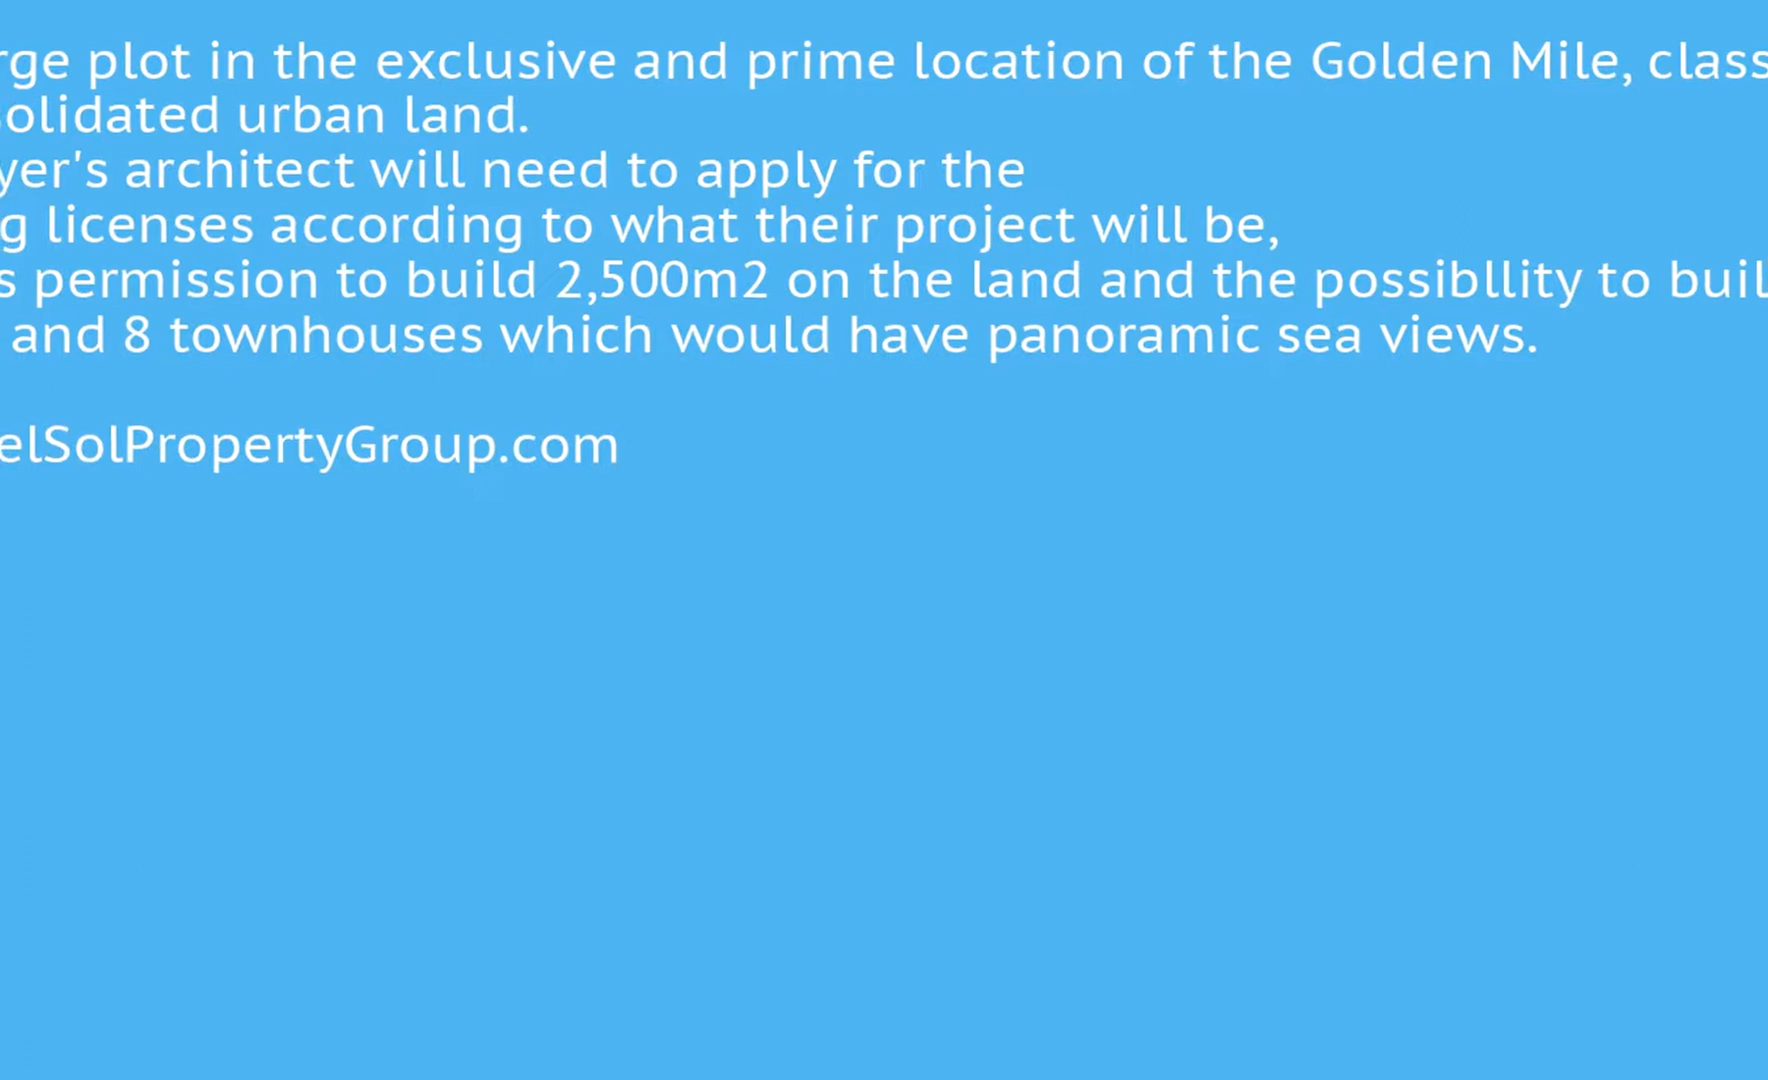 rge plot in the exclusive and prime location of the Golden Mile, class
solidated urban land.
yer's architect will need to apply for the
g licenses according to what their project will be,
s permission to build 2,500m2 on the land and the possibllity to buil
and 8 townhouses which would have panoramic sea views.
elSolPropertyGroup.com